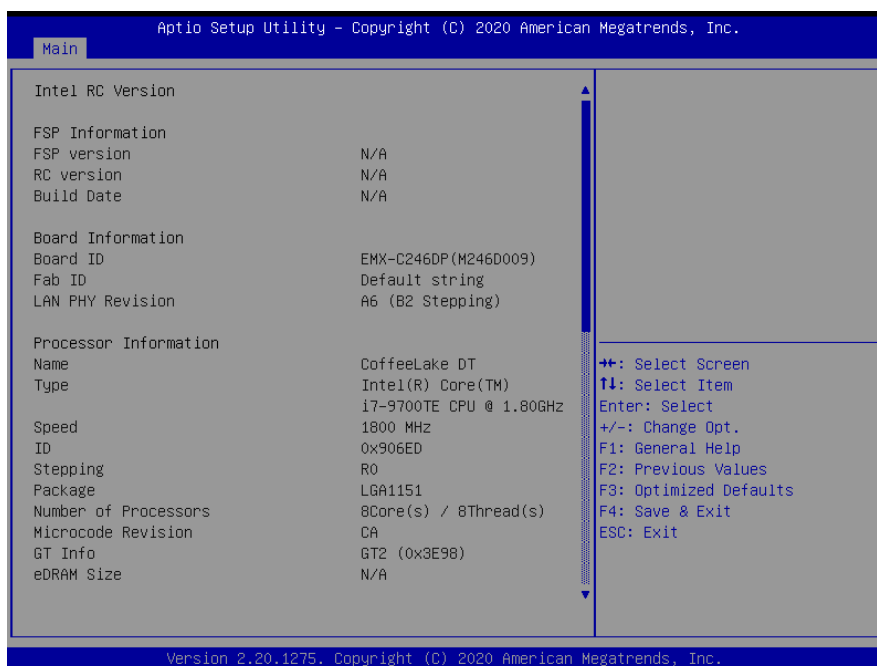 Aptio Setup Utility – Copyright (C) 2020 American Megatrends, Inc.
Main
Intel RC Version
FSP Information
FSP version N/A
RC version N/A
Build Date N/A
Board Information
Board ID EMX-C246DP(M246D009)
Fab ID Default string
LAN PHY Revision A6 (B2 Stepping)
Processor Information
Name CoffeeLake DT
Type Intel(R) Core(TM)
i7-9700TE CPU @ 1.80GHz
Speed 1800 MHz
ID 0x906ED
Stepping R0
Package LGA1151
Number of Processors 8Core(s) / 8Thread(s)
Microcode Revision CA
GT Info GT2 (0x3E98)
eDRAM Size N/A
→←: Select Screen
↑↓: Select Item
Enter: Select
+/-: Change Opt.
F1: General Help
F2: Previous Values
F3: Optimized Defaults
F4: Save & Exit
ESC: Exit
Version 2.20.1275. Copyright (C) 2020 American Megatrends, Inc.